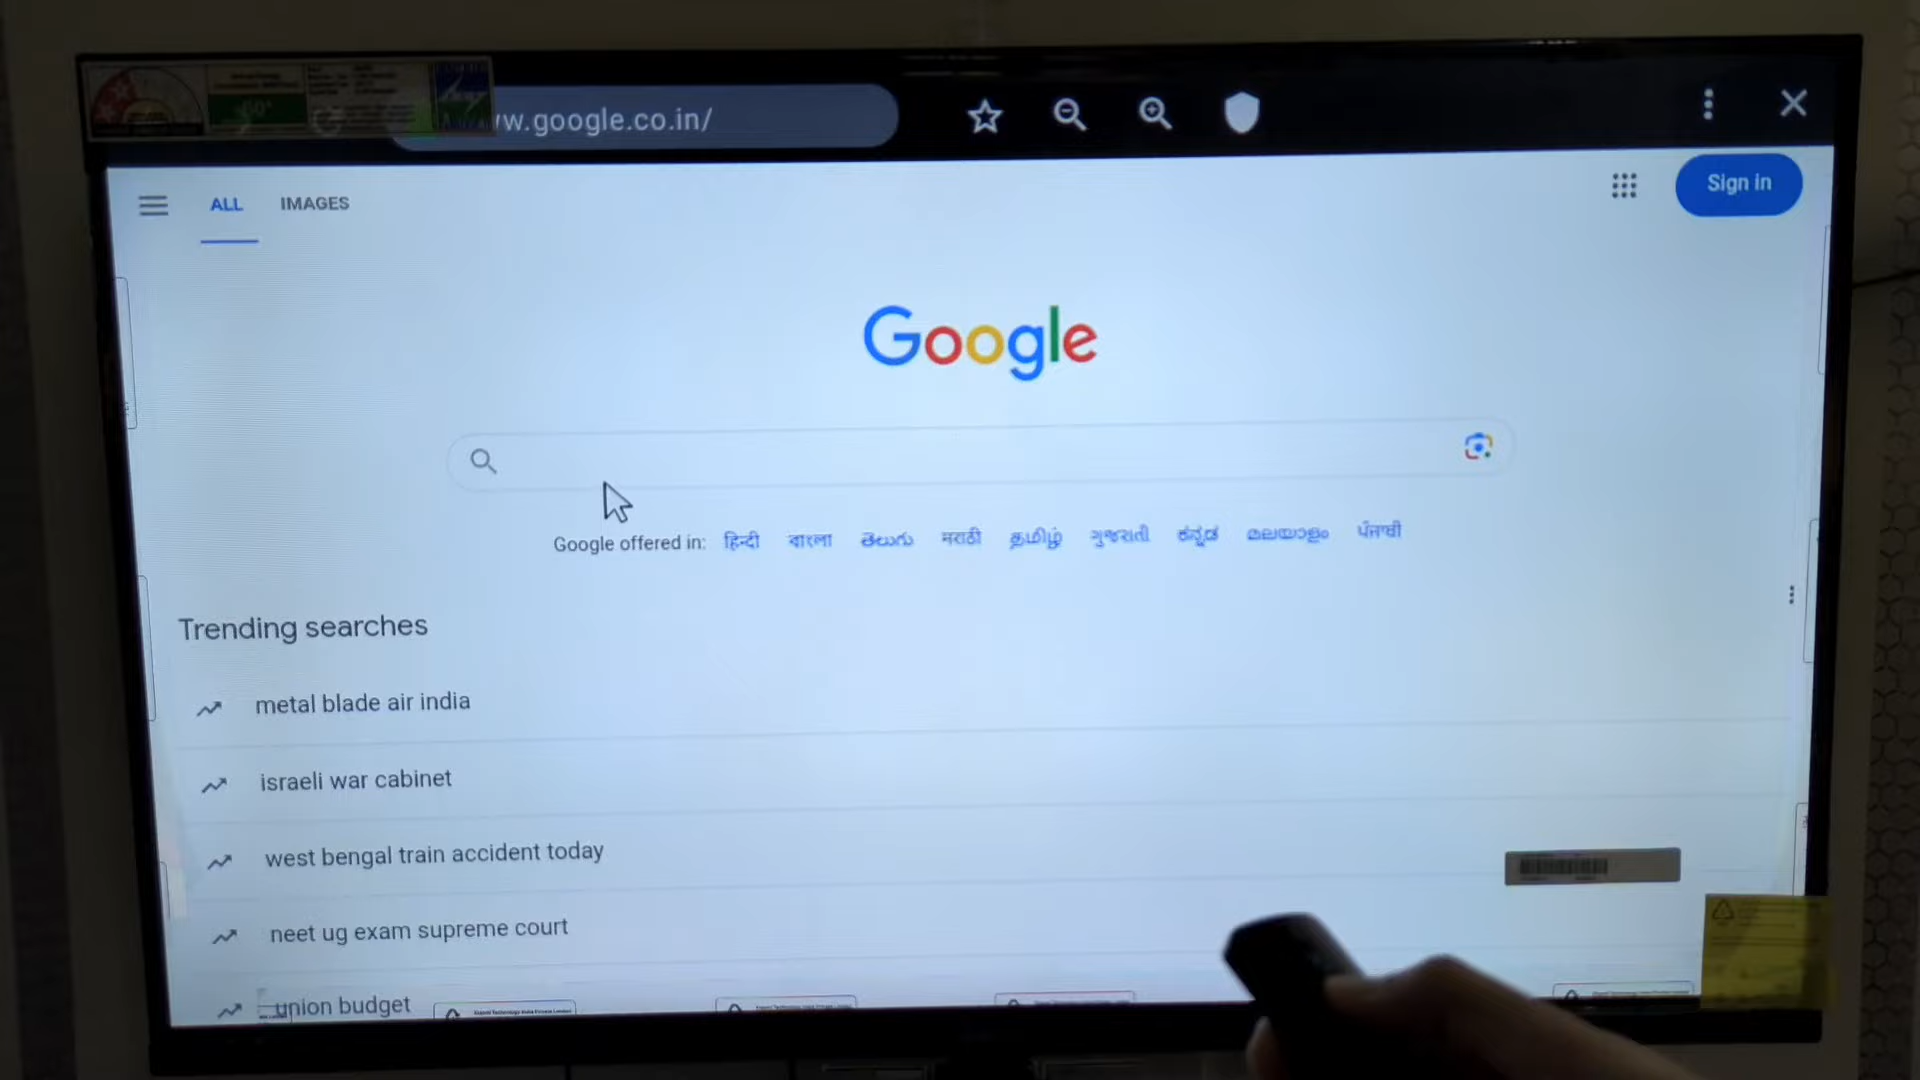 w.google.co.in/
ALL IMAGES
Sign in
Google
Google offered in: हिन्दी বাংলা తెలుగు मराठी தமிழ் ગુજરાતી ಕನ್ನಡ മലയാളം ਪੰਜਾਬੀ
Trending searches
metal blade air india
israeli war cabinet
west bengal train accident today
neet ug exam supreme court
union budget